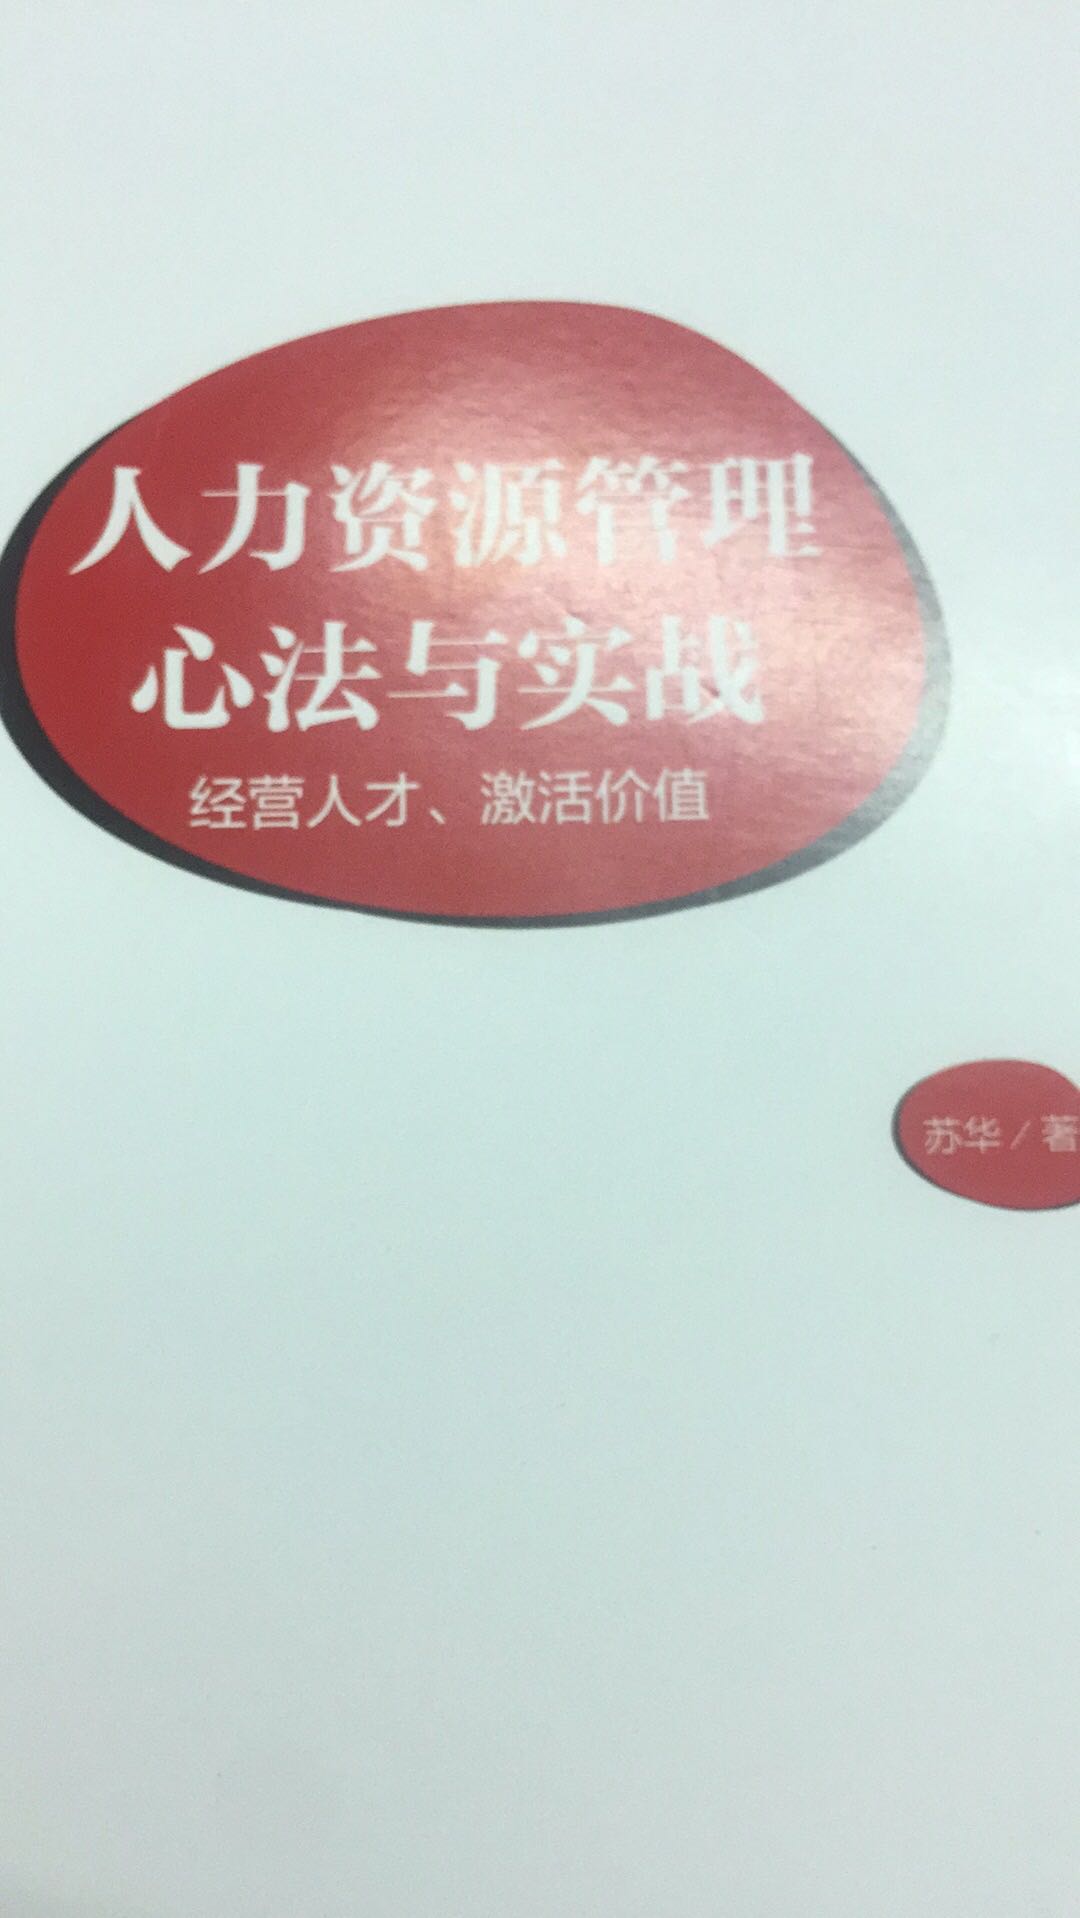 人力资源管理
心法与实战
经营人才、激活价值
苏华/著